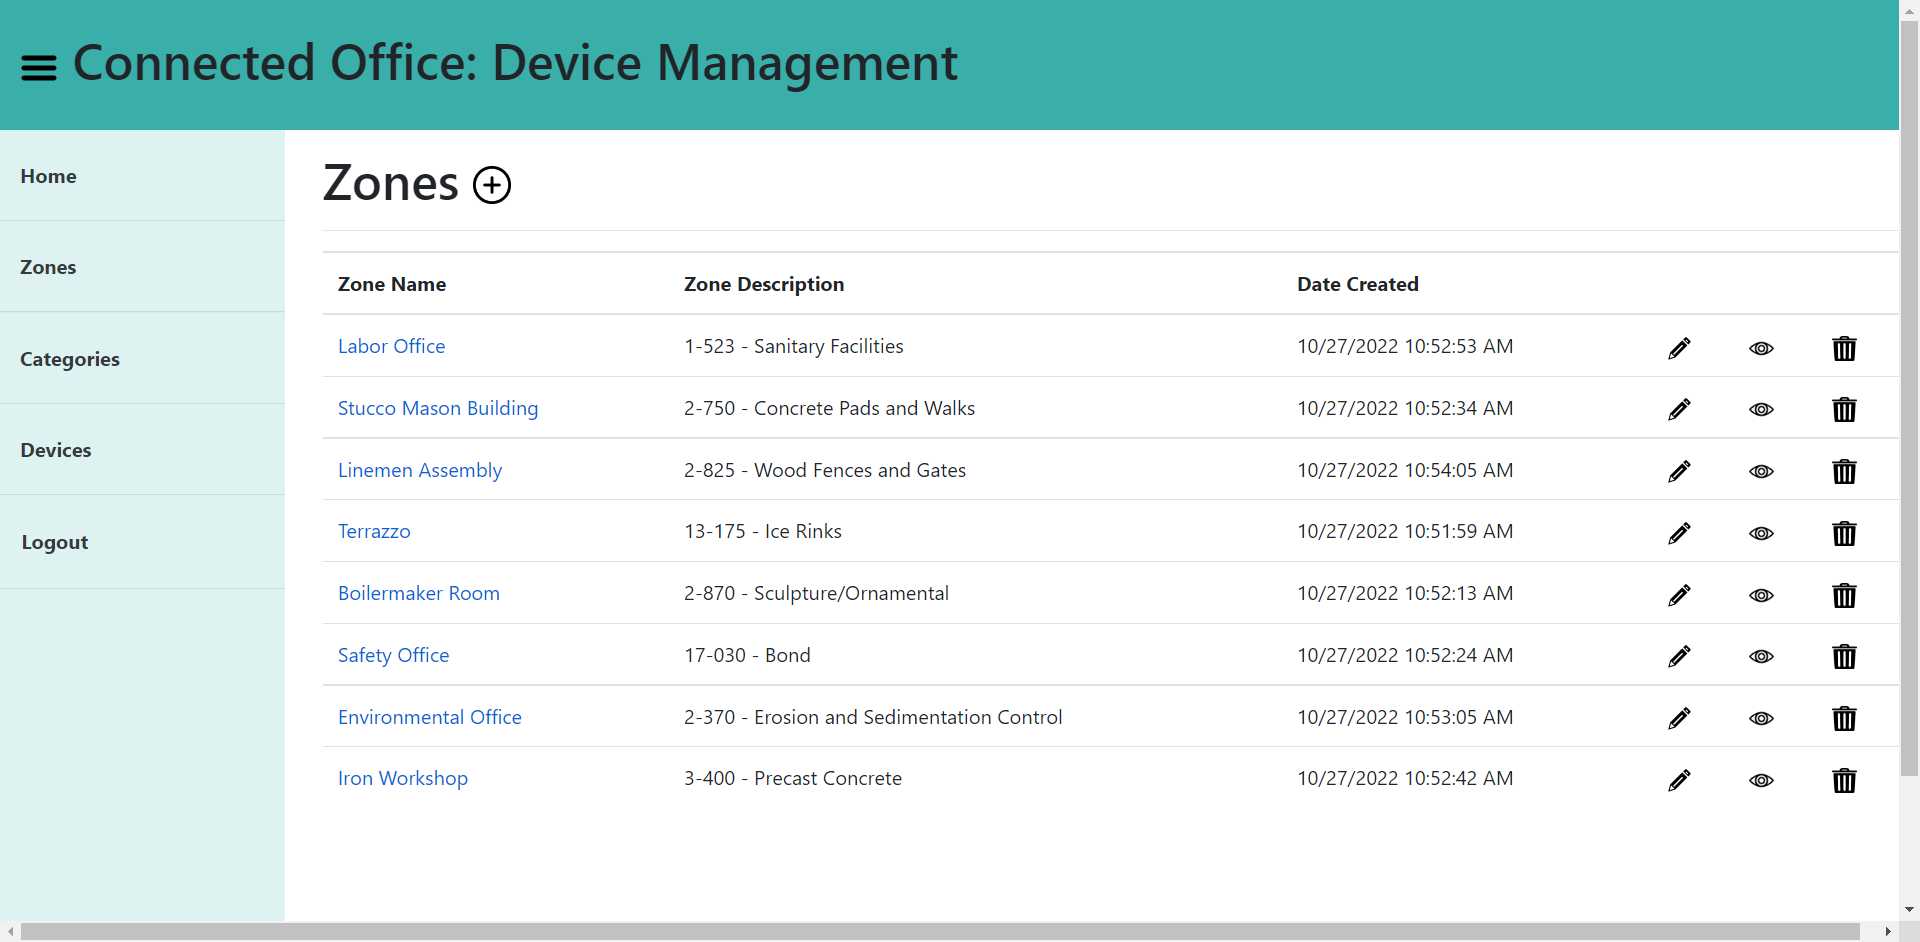 Connected Office: Device Management
Home
Zones
Categories
Devices
Logout
Zones
Zone Name Zone Description Date Created
Labor Office 1-523 - Sanitary Facilities 10/27/2022 10:52:53 AM
Stucco Mason Building 2-750 - Concrete Pads and Walks 10/27/2022 10:52:34 AM
Linemen Assembly 2-825 - Wood Fences and Gates 10/27/2022 10:54:05 AM
Terrazzo 13-175 - Ice Rinks 10/27/2022 10:51:59 AM
Boilermaker Room 2-870 - Sculpture/Ornamental 10/27/2022 10:52:13 AM
Safety Office 17-030 - Bond 10/27/2022 10:52:24 AM
Environmental Office 2-370 - Erosion and Sedimentation Control 10/27/2022 10:53:05 AM
Iron Workshop 3-400 - Precast Concrete 10/27/2022 10:52:42 AM